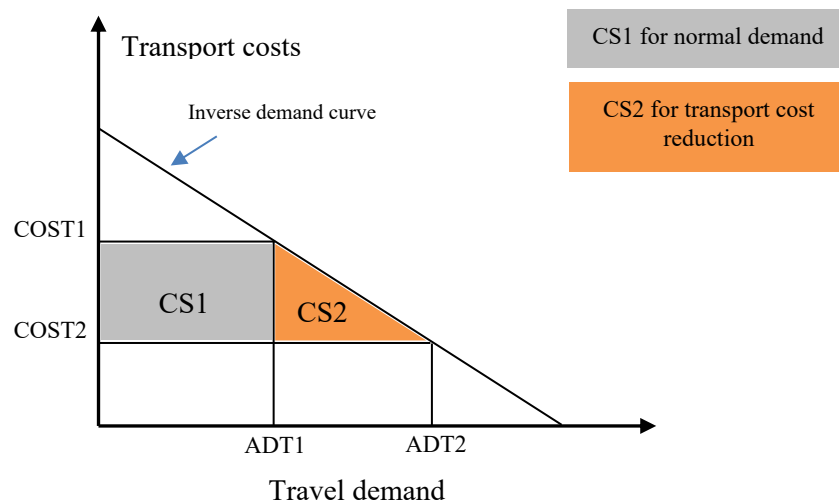 Transport costs
CS1 for normal demand
CS2 for transport cost
reduction
Inverse demand curve
COST1
CS1
CS2
COST2
ADT1
ADT2
Travel demand